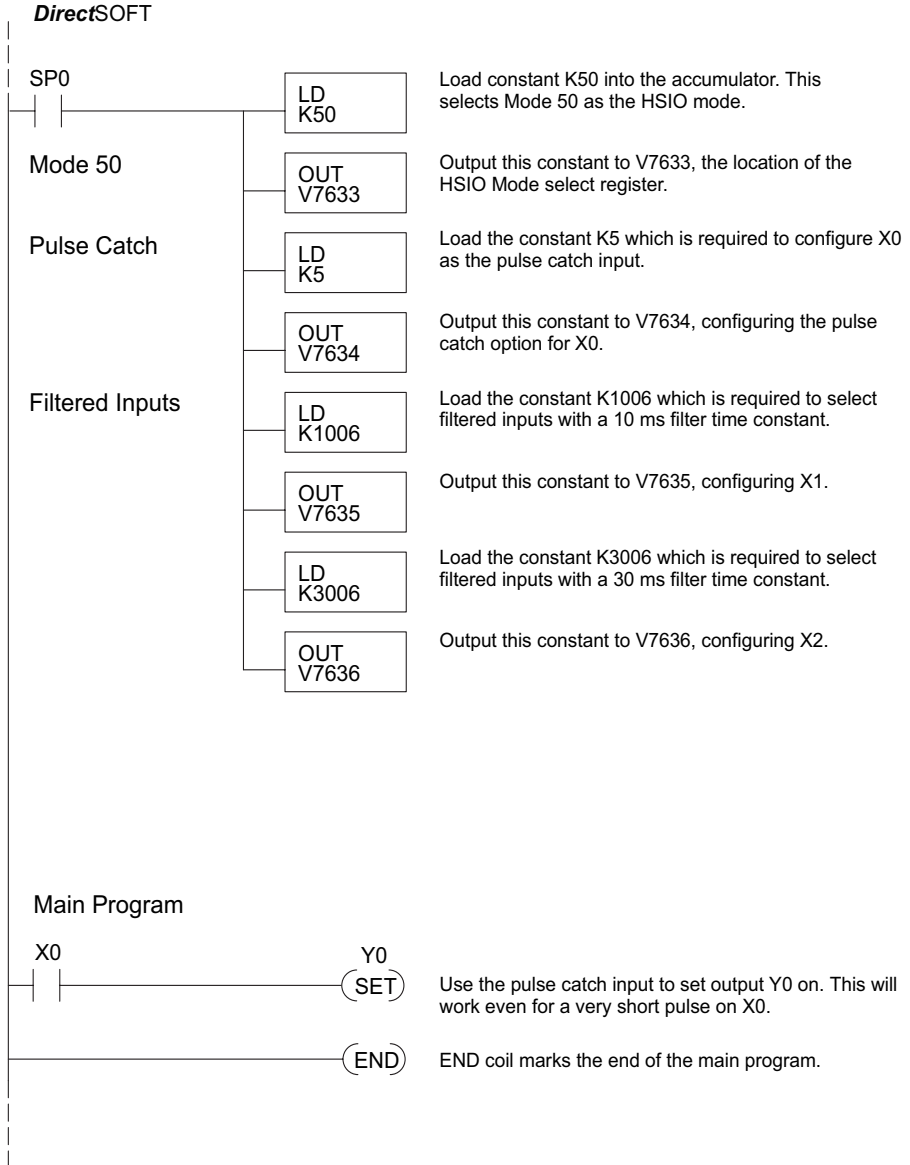 DirectSOFT
SP0
LD
K50
Load constant K50 into the accumulator. This
selects Mode 50 as the HSIO mode.
Mode 50
OUT
V7633
Output this constant to V7633, the location of the
HSIO Mode select register.
Pulse Catch
LD
K5
Load the constant K5 which is required to configure X0
as the pulse catch input.
OUT
V7634
Output this constant to V7634, configuring the pulse
catch option for X0.
Filtered Inputs
LD
K1006
Load the constant K1006 which is required to select
filtered inputs with a 10 ms filter time constant.
OUT
V7635
Output this constant to V7635, configuring X1.
LD
K3006
Load the constant K3006 which is required to select
filtered inputs with a 30 ms filter time constant.
OUT
V7636
Output this constant to V7636, configuring X2.
Main Program
X0
Y0
SET
Use the pulse catch input to set output Y0 on. This will
work even for a very short pulse on X0.
END
END coil marks the end of the main program.